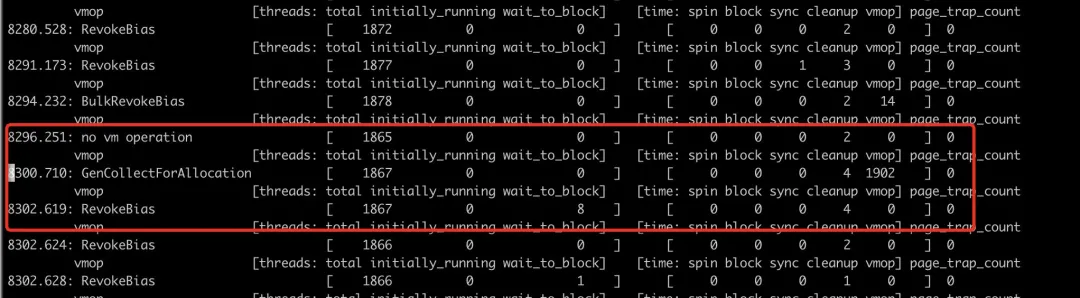 vmop [threads: total initially_running wait_to_block] [time: spin block sync cleanup vmop] page_trap_count
8280.528: RevokeBias [ 1872 0 0 ] [ 0 0 0 2 0 ] 0
vmop [threads: total initially_running wait_to_block] [time: spin block sync cleanup vmop] page_trap_count
8291.173: RevokeBias [ 1877 0 0 ] [ 0 0 1 3 0 ] 0
vmop [threads: total initially_running wait_to_block] [time: spin block sync cleanup vmop] page_trap_count
8294.232: BulkRevokeBias [ 1878 0 0 ] [ 0 0 0 2 14 ] 0
vmop [threads: total initially_running wait_to_block] [time: spin block sync cleanup vmop] page_trap_count
8296.251: no vm operation [ 1865 0 0 ] [ 0 0 0 2 0 ] 0
vmop [threads: total initially_running wait_to_block] [time: spin block sync cleanup vmop] page_trap_count
8300.710: GenCollectForAllocation [ 1867 0 0 ] [ 0 0 0 4 1902 ] 0
vmop [threads: total initially_running wait_to_block] [time: spin block sync cleanup vmop] page_trap_count
8302.619: RevokeBias [ 1867 0 8 ] [ 0 0 0 4 0 ] 0
vmop [threads: total initially_running wait_to_block] [time: spin block sync cleanup vmop] page_trap_count
8302.624: RevokeBias [ 1866 0 0 ] [ 0 0 0 2 0 ] 0
vmop [threads: total initially_running wait_to_block] [time: spin block sync cleanup vmop] page_trap_count
8302.628: RevokeBias [ 1866 0 1 ] [ 0 0 0 1 0 ] 0
vmop [threads: total initially_running wait_to_block] [time: spin block sync cleanup vmop] page_trap_count